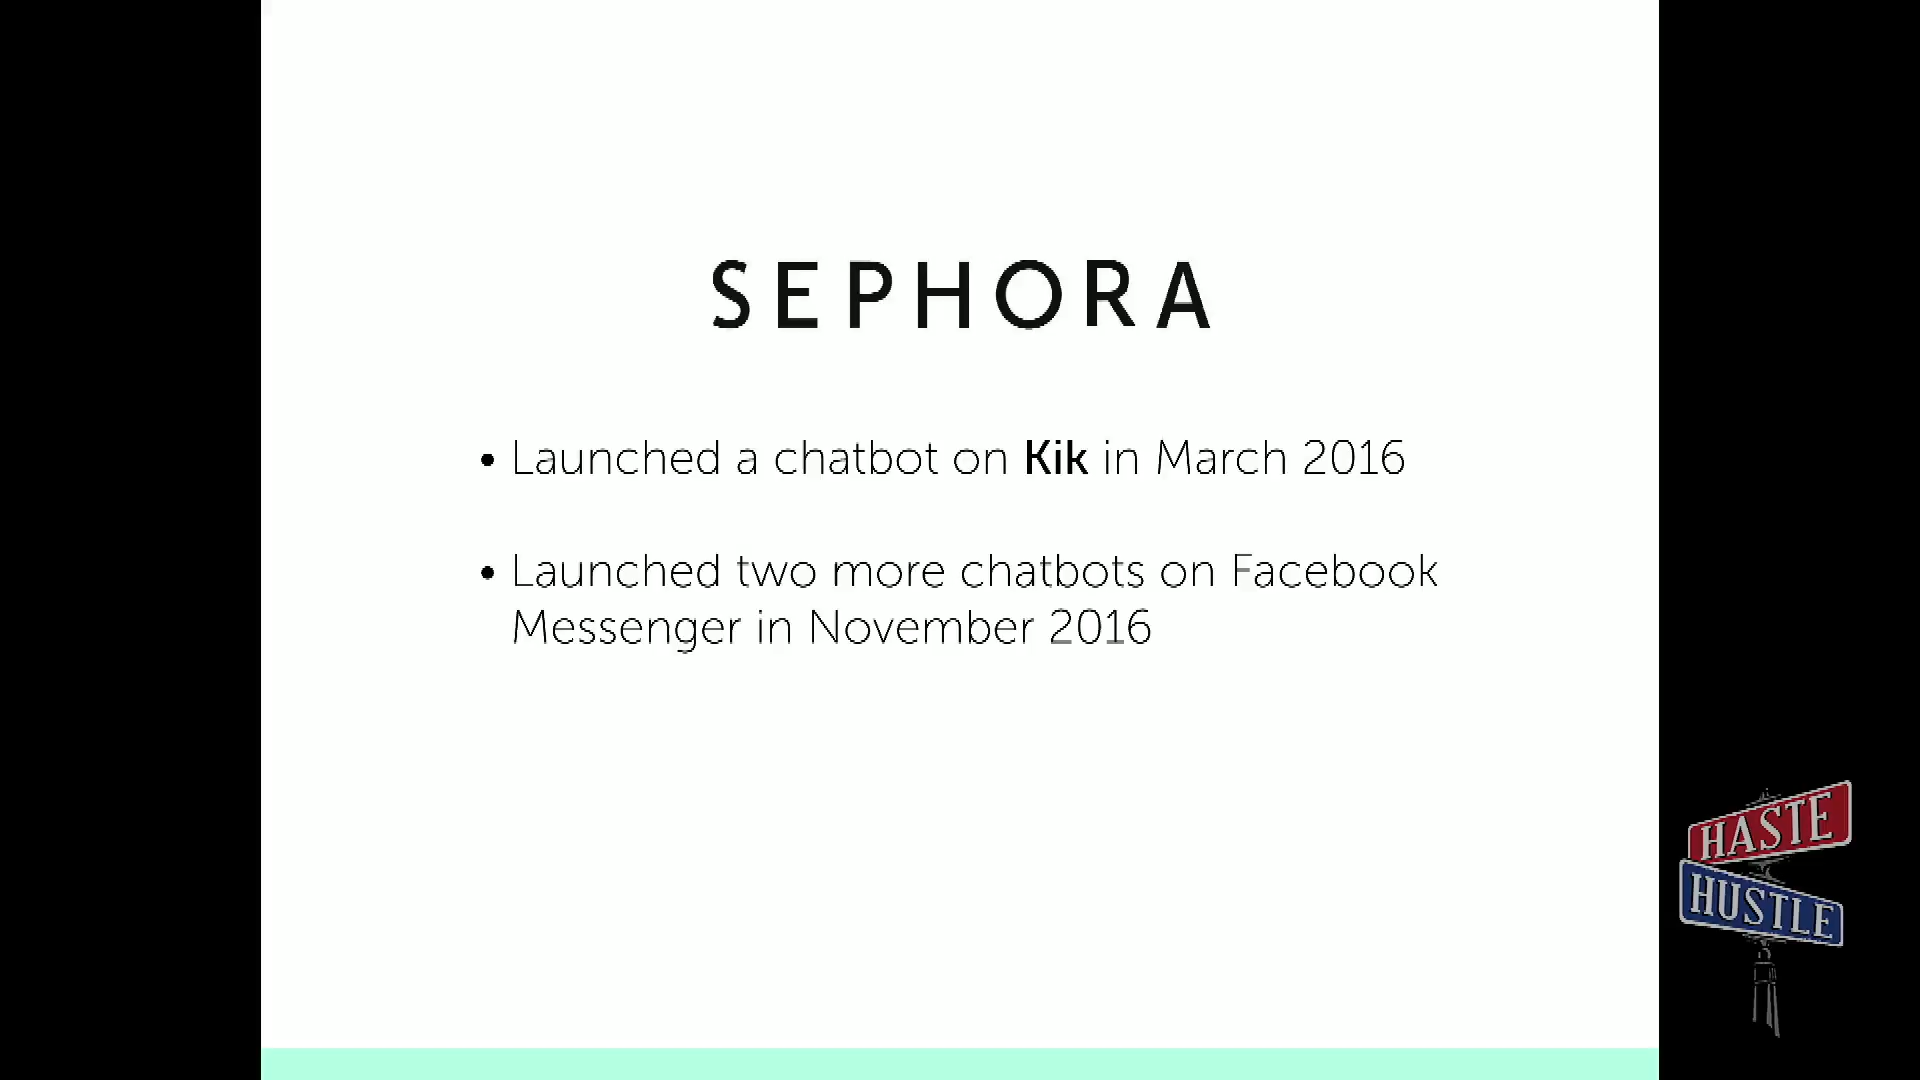 SEPHORA
• Launched a chatbot on Kik in March 2016
• Launched two more chatbots on Facebook
Messenger in November 2016
HASTE
HUSTLE